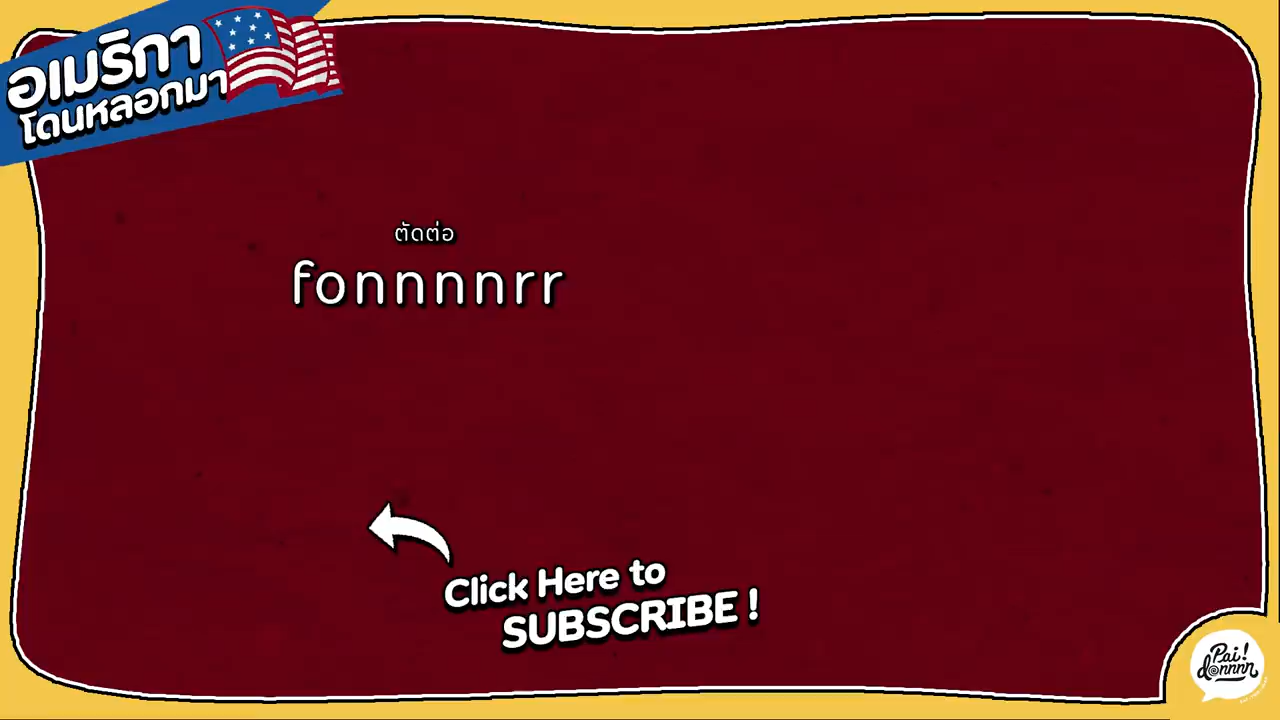 อเมริกา
โดนหลอกมา
ตัดต่อ
fonnnnrr
Click Here to
SUBSCRIBE !
Pai!
d@nnnn